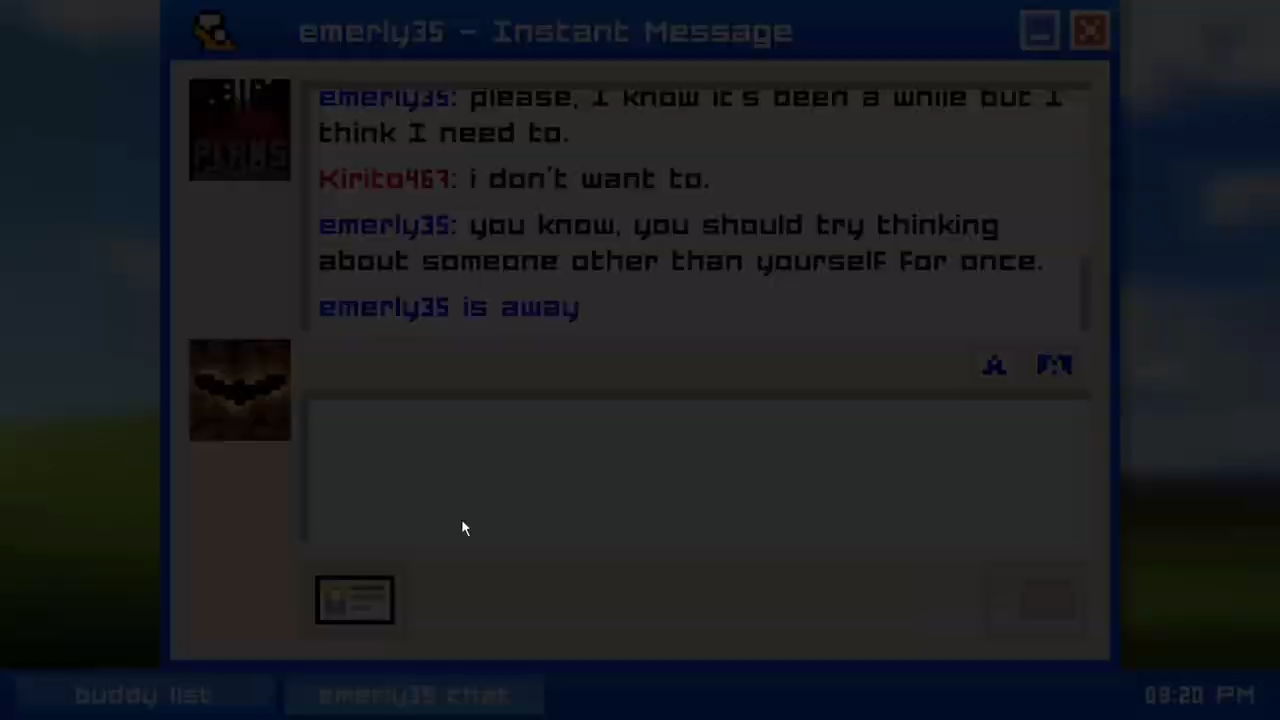 emerly35 - Instant Message
emerly35: please, I know it's been a while but I
think I need to.
Kirito467: i don't want to.
emerly35: you know, you should try thinking
about someone other than yourself for once.
emerly35 is away
A
buddy list
emerly35 chat
08:20 PM